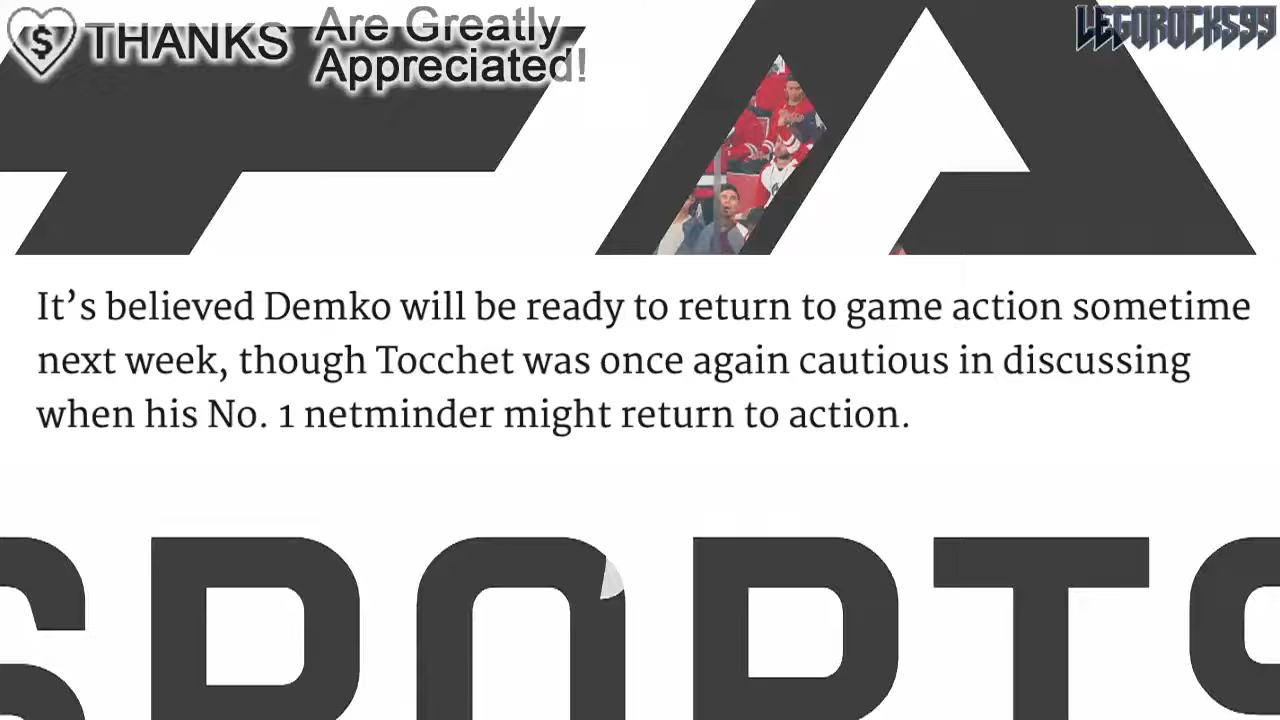 THANKS Are Greatly
Appreciated!
LEGOROCKS99
It’s believed Demko will be ready to return to game action sometime
next week, though Tocchet was once again cautious in discussing
when his No. 1 netminder might return to action.
SPORTS